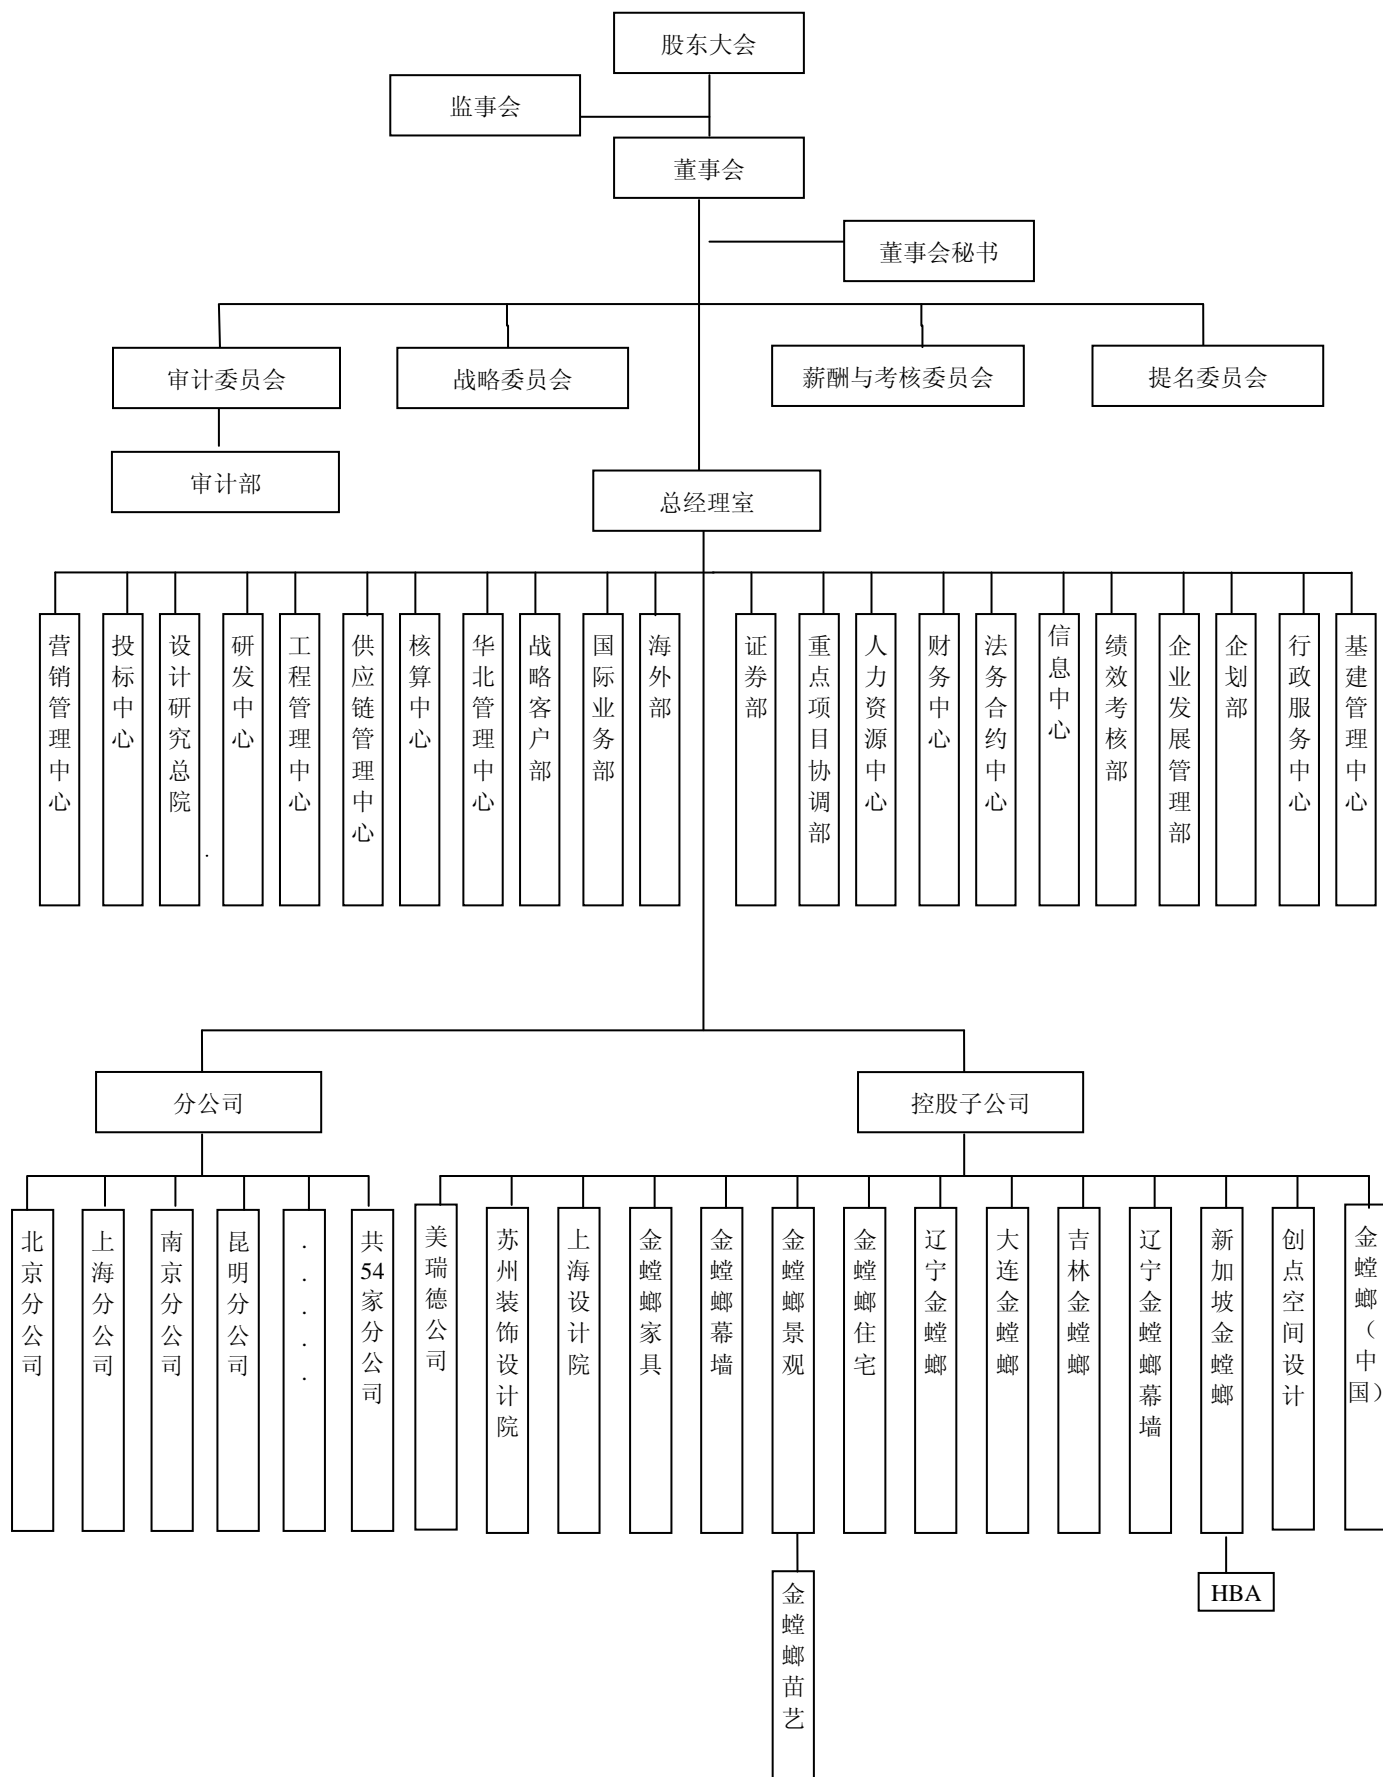 股东大会
监事会
董事会
董事会秘书
审计委员会
战略委员会
薪酬与考核委员会
提名委员会
审计部
总经理室
营销管理中心
投标中心
设计研究总院
.
研发中心
工程管理中心
供应链管理中心
核算中心
华北管理中心
战略客户部
国际业务部
海外部
证券部
重点项目协调部
人力资源中心
财务中心
法务合约中心
信息中心
绩效考核部
企业发展管理部
企划部
行政服务中心
基建管理中心
分公司
控股子公司
北京分公司
上海分公司
南京分公司
昆明分公司
.....
共54家分公司
美瑞德公司
苏州装饰设计院
上海设计院
金螳螂家具
金螳螂幕墙
金螳螂景观
金螳螂住宅
辽宁金螳螂
大连金螳螂
吉林金螳螂
辽宁金螳螂幕墙
新加坡金螳螂
创点空间设计
金螳螂（中国）
金螳螂苗艺
HBA